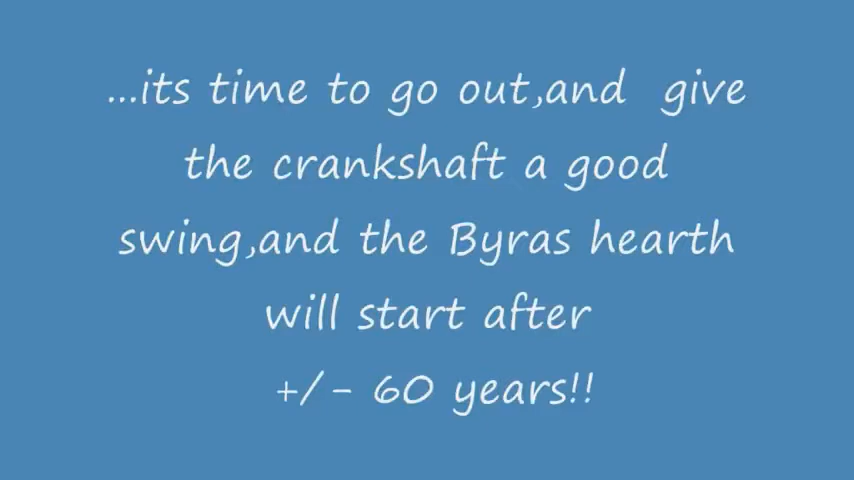 ...its time to go out,and  give
the crankshaft a good
swing,and the Byras hearth
will start after
+/- 60 years!!